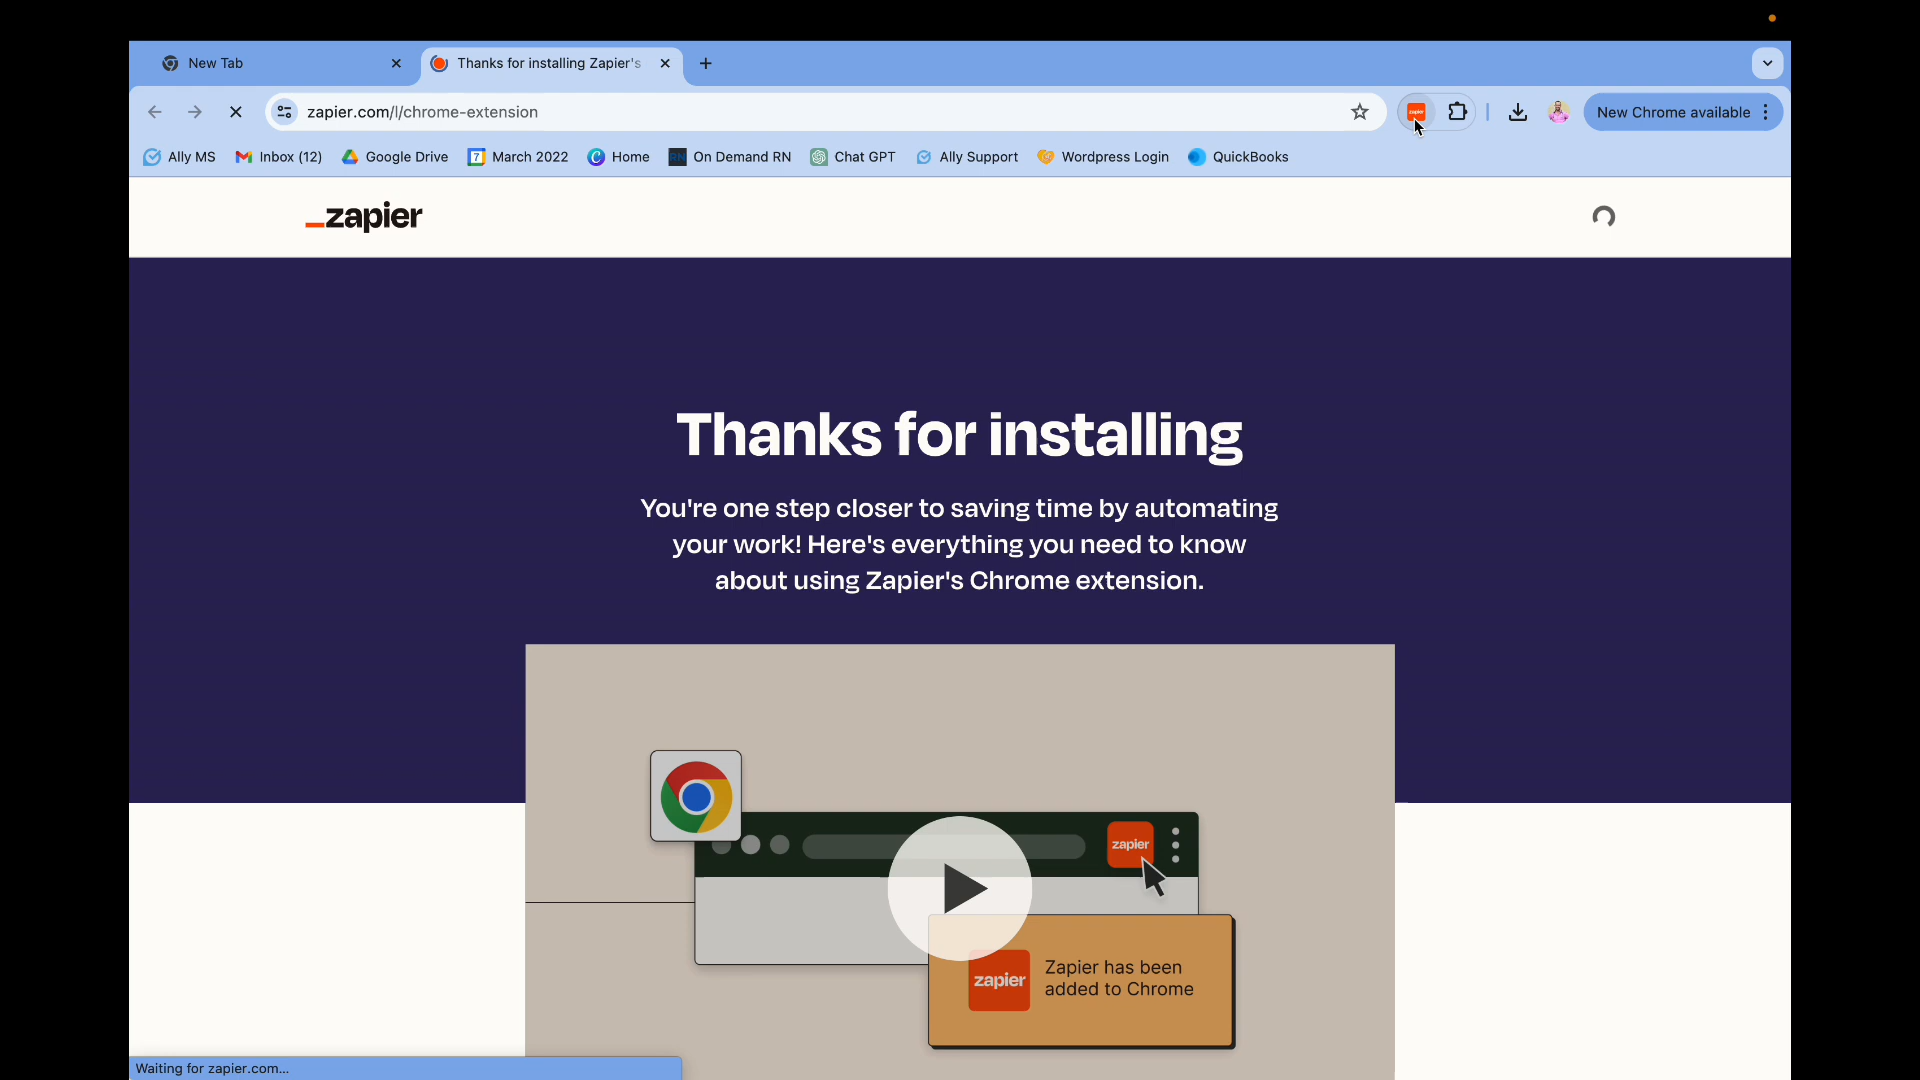 New Tab
Thanks for installing Zapier's
zapier.com/l/chrome-extension
zapier
New Chrome available
Ally MS
Inbox (12)
Google Drive
7
March 2022
Home
RN
On Demand RN
Chat GPT
Ally Support
Wordpress Login
QuickBooks
_zapier
Thanks for installing
You're one step closer to saving time by automating
your work! Here's everything you need to know
about using Zapier's Chrome extension.
zapier
zapier
Zapier has been
added to Chrome
Waiting for zapier.com...